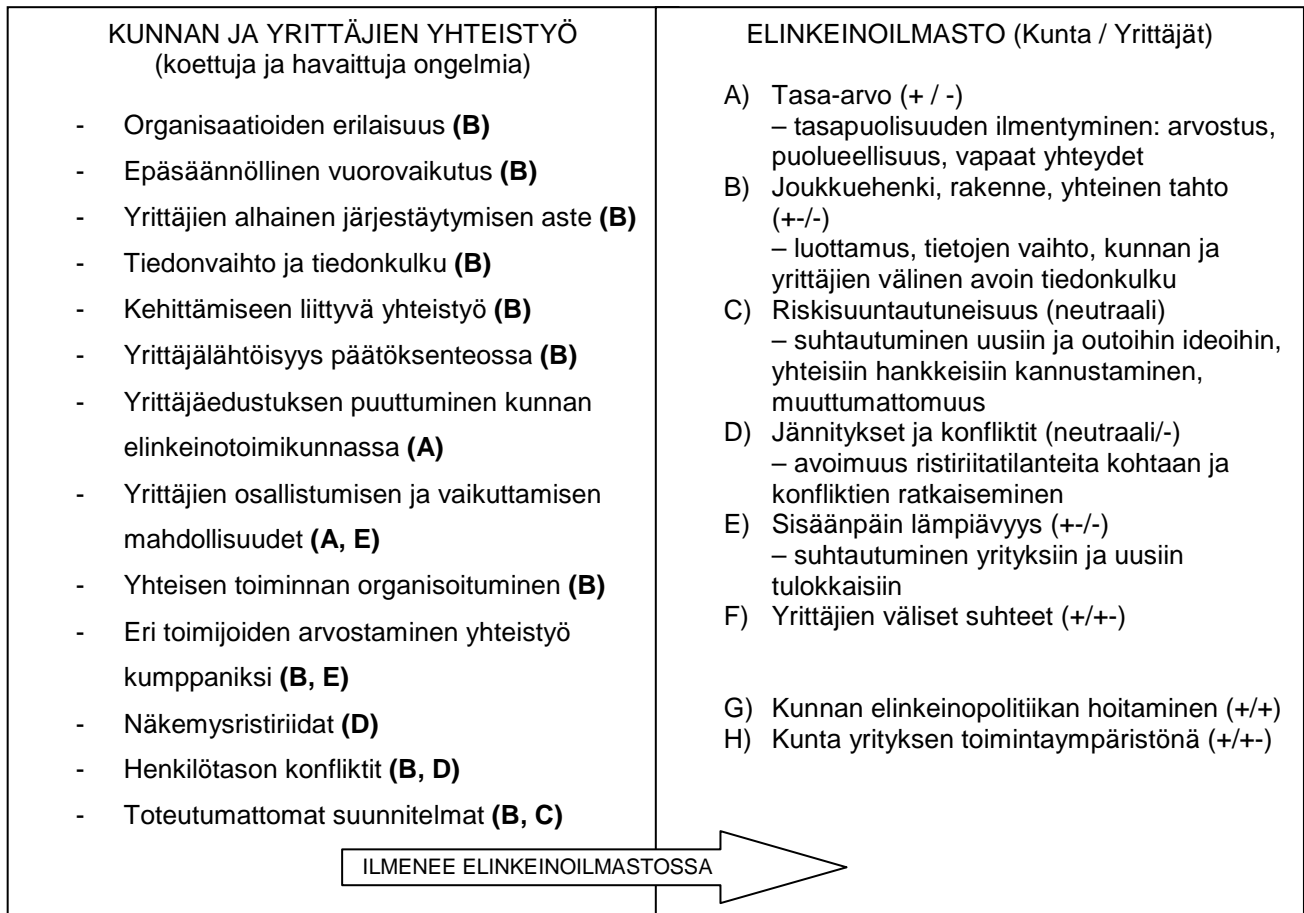 KUNNAN JA YRITTÄJIEN YHTEISTYÖ
(koettuja ja havaittuja ongelmia)
- Organisaatioiden erilaisuus (B)
- Epäsäännöllinen vuorovaikutus (B)
- Yrittäjien alhainen järjestäytymisen aste (B)
- Tiedonvaihto ja tiedonkulku (B)
- Kehittämiseen liittyvä yhteistyö (B)
- Yrittäjälähtöisyys päätöksenteossa (B)
- Yrittäjäedustuksen puuttuminen kunnan
elinkeinotoimikunnassa (A)
- Yrittäjien osallistumisen ja vaikuttamisen
mahdollisuudet (A, E)
- Yhteisen toiminnan organisoituminen (B)
- Eri toimijoiden arvostaminen yhteistyö
kumppaniksi (B, E)
- Näkemysristiriidat (D)
- Henkilötason konfliktit (B, D)
- Toteutumattomat suunnitelmat (B, C)
ELINKEINOILMASTO (Kunta / Yrittäjät)
A) Tasa-arvo (+ / -)
– tasapuolisuuden ilmentyminen: arvostus,
puolueellisuus, vapaat yhteydet
B) Joukkuehenki, rakenne, yhteinen tahto
(+-/-)
– luottamus, tietojen vaihto, kunnan ja
yrittäjien välinen avoin tiedonkulku
C) Riskisuuntautuneisuus (neutraali)
– suhtautuminen uusiin ja outoihin ideoihin,
yhteisiin hankkeisiin kannustaminen,
muuttumattomuus
D) Jännitykset ja konfliktit (neutraali/-)
– avoimuus ristiriitatilanteita kohtaan ja
konfliktien ratkaiseminen
E) Sisäänpäin lämpiävyys (+-/-)
– suhtautuminen yrityksiin ja uusiin
tulokkaisiin
F) Yrittäjien väliset suhteet (+/+-)
G) Kunnan elinkeinopolitiikan hoitaminen (+/+)
H) Kunta yrityksen toimintaympäristönä (+/+-)
ILMENEE ELINKEINOILMASTOSSA